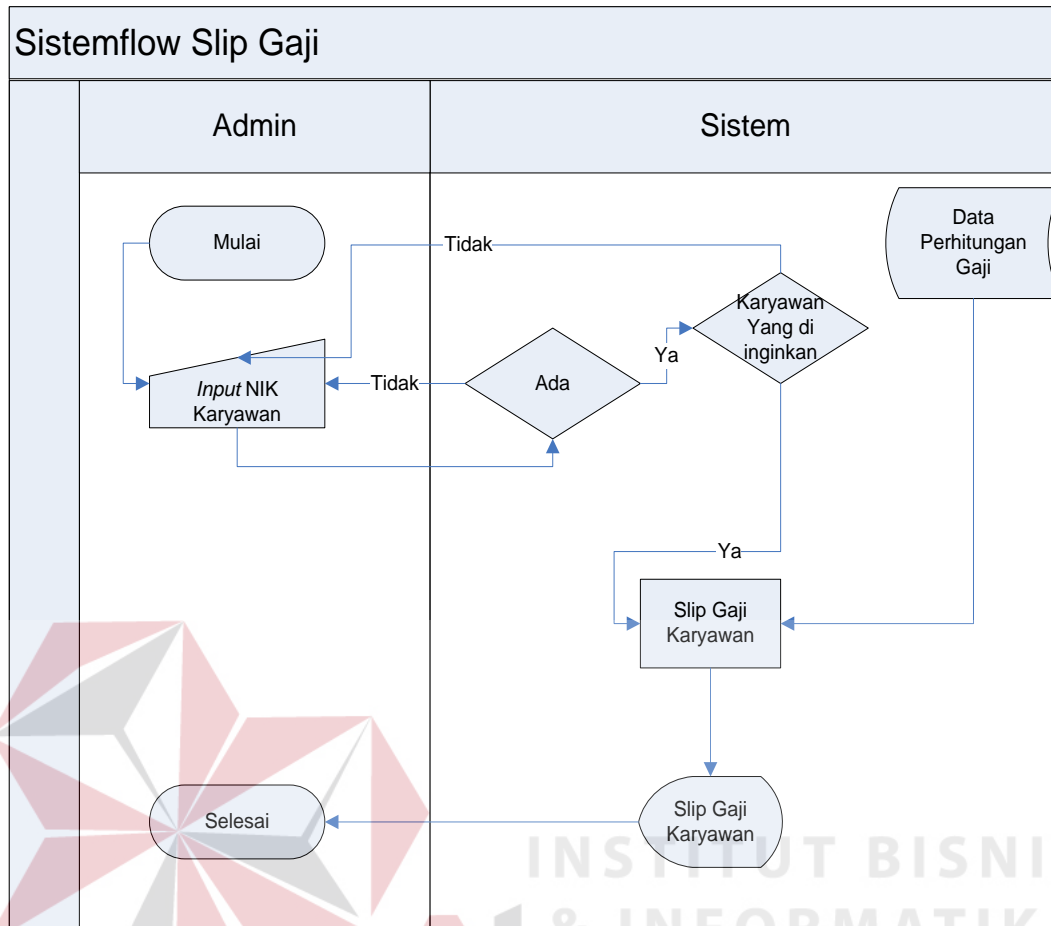 Sistemflow Slip Gaji
Admin
Sistem
Mulai
Tidak
Data
Perhitungan
Gaji
Karyawan
Yang di
inginkan
Ya
Input NIK
Karyawan
Tidak
Ada
Ya
Slip Gaji
Karyawan
Slip Gaji
Karyawan
Selesai
INSTITUT BISNI
& INFORMATIK